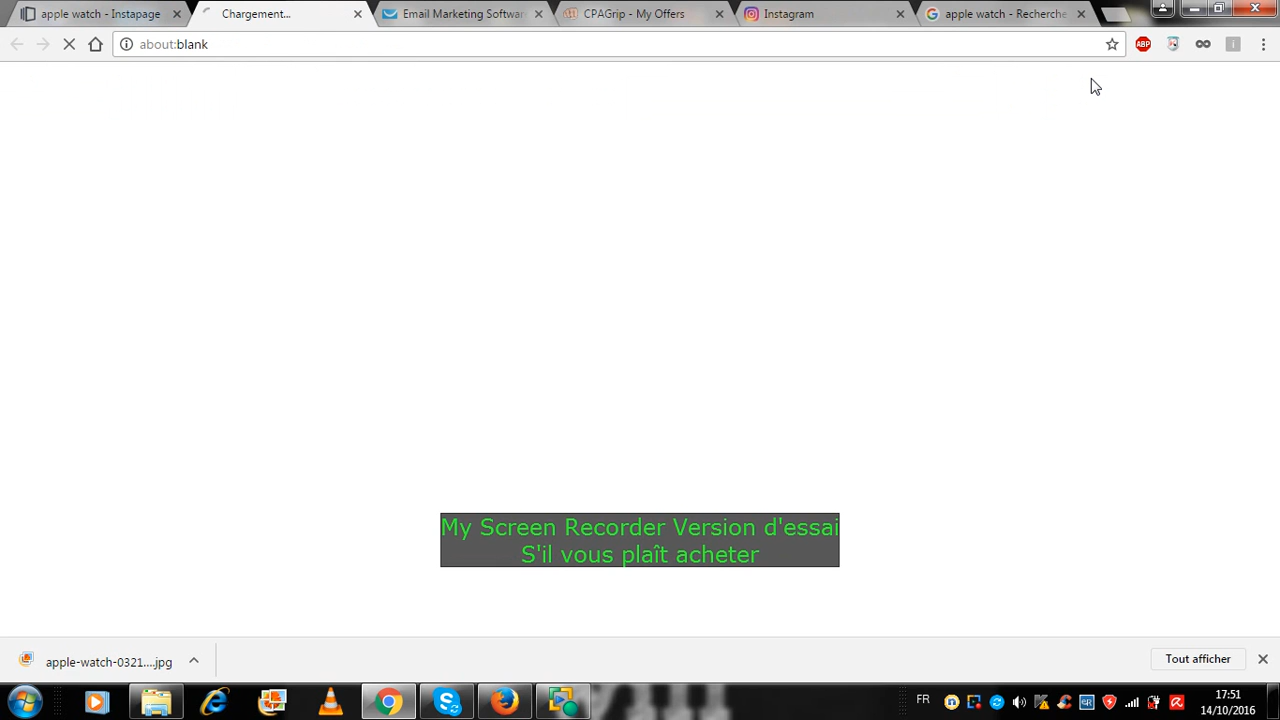 apple watch - Instapage
Chargement...
Email Marketing Softwar
CPAGrip - My Offers
Instagram
apple watch - Recherche
about:blank
ABP
My Screen Recorder Version d'essai
S'il vous plaît acheter
apple-watch-0321....jpg
Tout afficher
FR
17:51
14/10/2016